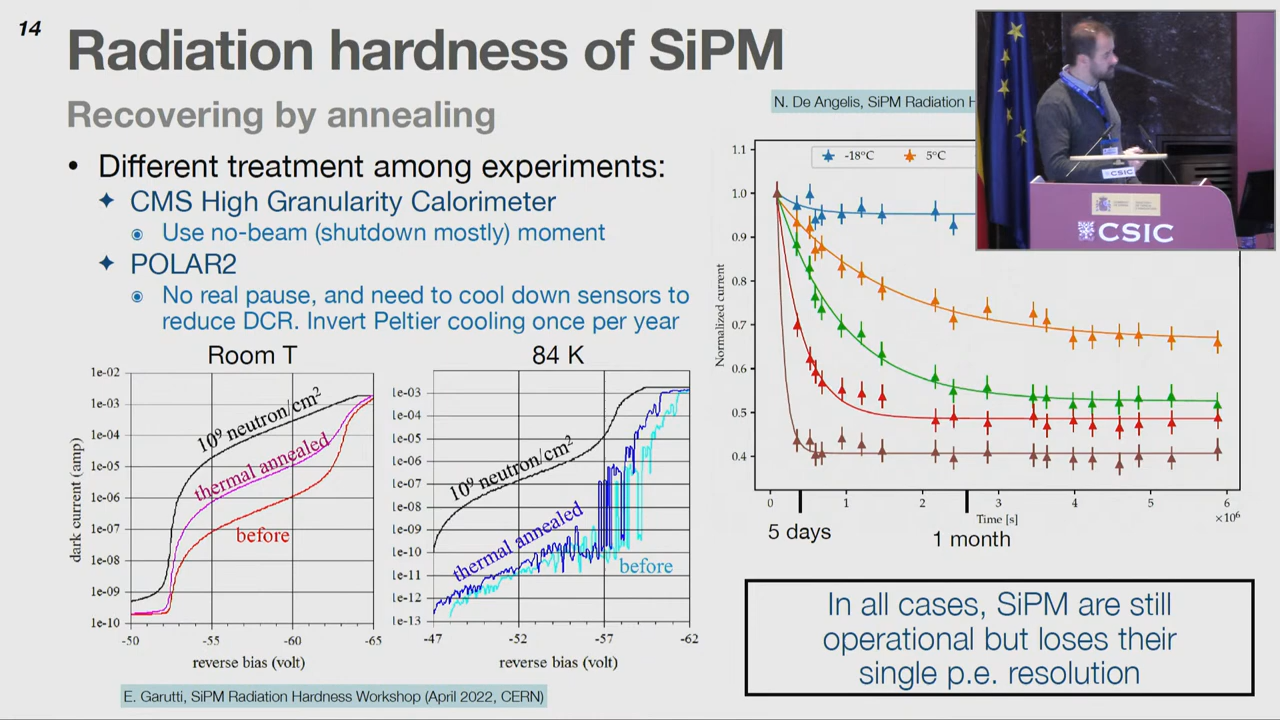 14
Radiation hardness of SiPM
Recovering by annealing
• Different treatment among experiments:
✦ CMS High Granularity Calorimeter
◉ Use no-beam (shutdown mostly) moment
✦ POLAR2
◉ No real pause, and need to cool down sensors to
reduce DCR. Invert Peltier cooling once per year
Room T
1e-02
1e-03
1e-04
1e-05
1e-06
1e-07
1e-08
1e-09
1e-10
dark current (amp)
10⁹ neutron/cm²
thermal annealed
before
-50 -55 -60 -65
reverse bias (volt)
84 K
1e-03
1e-04
1e-05
1e-06
1e-07
1e-08
1e-09
1e-10
1e-11
1e-12
1e-13
10⁹ neutron/cm²
thermal annealed
before
-47 -52 -57 -62
reverse bias (volt)
E. Garutti, SiPM Radiation Hardness Workshop (April 2022, CERN)
N. De Angelis, SiPM Radiation
-18°C 5°C
1.1
1.0
0.9
0.8
0.7
0.6
0.5
0.4
Normalized current
0 1 2 3 4 5 6
Time [s] ×10⁶
5 days
1 month
In all cases, SiPM are still
operational but loses their
single p.e. resolution
CSIC
CSIC